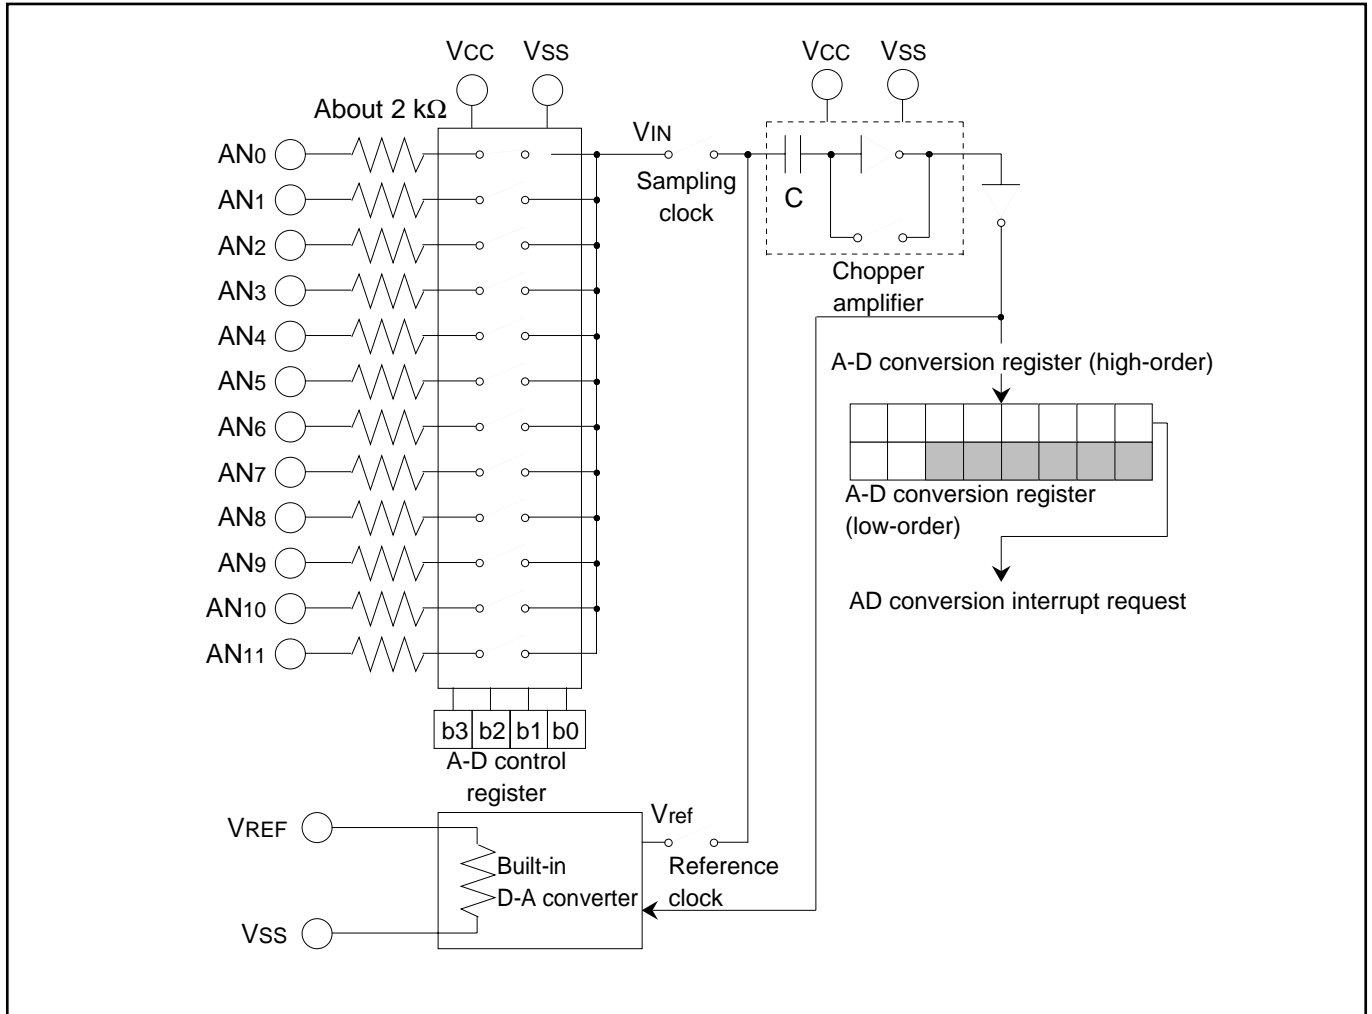 VCC VSS
About 2 kΩ
AN0
AN1
AN2
AN3
AN4
AN5
AN6
AN7
AN8
AN9
AN10
AN11
b3 b2 b1 b0
A-D control
register
VIN
Sampling
clock
VCC VSS
C
Chopper
amplifier
A-D conversion register (high-order)
A-D conversion register
(low-order)
AD conversion interrupt request
VREF
VSS
Built-in
D-A converter
Vref
Reference
clock